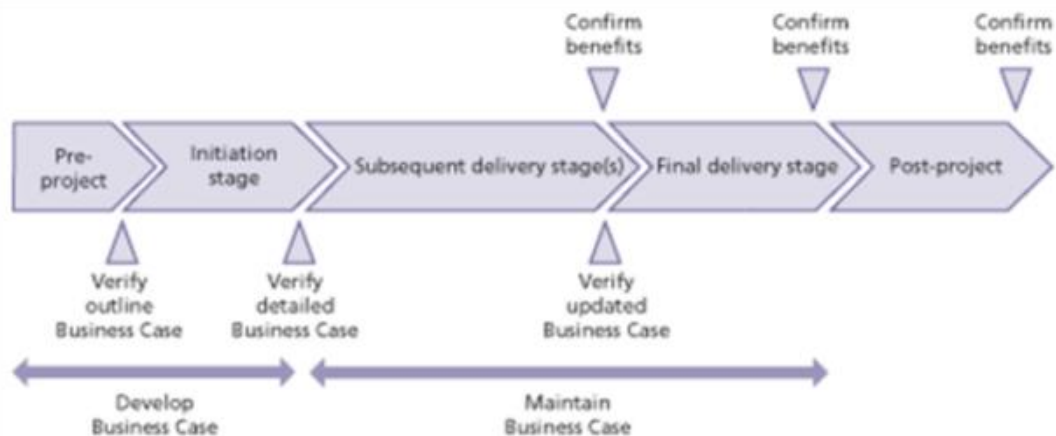 Confirm
benefits
Confirm
benefits
Confirm
benefits
Pre-
project
Initiation
stage
Subsequent delivery stage(s)
Final delivery stage
Post-project
Verify
outline
Business Case
Verify
detailed
Business Case
Verify
updated
Business Case
Develop
Business Case
Maintain
Business Case